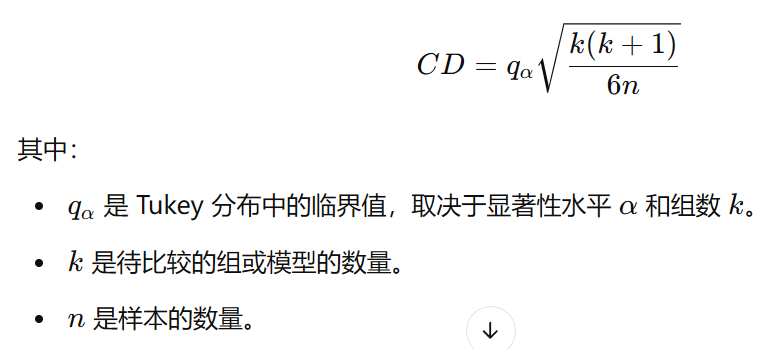 CD = qα√(k(k + 1)/6n)
其中：
• qα 是 Tukey 分布中的临界值，取决于显著性水平 α 和组数 k。
• k 是待比较的组或模型的数量。
• n 是样本的数量。